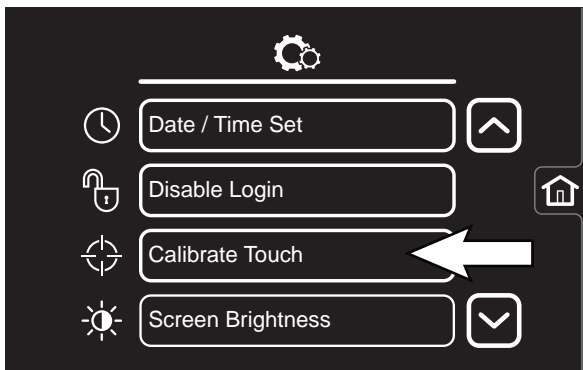 Date / Time Set
Disable Login
Calibrate Touch
Screen Brightness